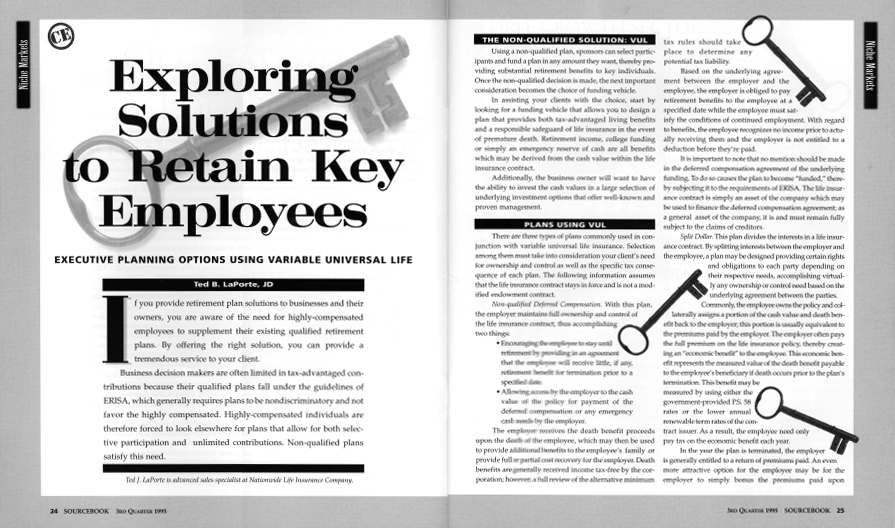 Niche Markets
CE
Exploring
Solutions
to Retain Key
Employees
EXECUTIVE PLANNING OPTIONS USING VARIABLE UNIVERSAL LIFE
Ted B. LaPorte, JD
If you provide retirement plan solutions to businesses and their
owners, you are aware of the need for highly-compensated
employees to supplement their existing qualified retirement
plans. By offering the right solution, you can provide a
tremendous service to your client.
Business decision makers are often limited in tax-advantaged con-
tributions because their qualified plans fall under the guidelines of
ERISA, which generally requires plans to be nondiscriminatory and not
favor the highly compensated. Highly-compensated individuals are
therefore forced to look elsewhere for plans that allow for both selec-
tive participation and unlimited contributions. Non-qualified plans
satisfy this need.
Ted J. LaPorte is advanced sales specialist at Nationwide Life Insurance Company.
24 SOURCEBOOK 3RD QUARTER 1995
THE NON-QUALIFIED SOLUTION: VUL
Using a non-qualified plan, sponsors can select partic-
ipants and fund a plan in any amount they want, thereby pro-
viding substantial retirement benefits to key individuals.
Once the non-qualified decision is made, the next important
consideration becomes the choice of funding vehicle.
In assisting your clients with the choice, start by
looking for a funding vehicle that allows you to design a
plan that provides both tax-advantaged living benefits
and a responsible safeguard of life insurance in the event
of premature death. Retirement income, college funding
or simply an emergency reserve of cash are all benefits
which may be derived from the cash value within the life
insurance contract.
Additionally, the business owner will want to have
the ability to invest the cash values in a large selection of
underlying investment options that offer well-known and
proven management.
PLANS USING VUL
There are three types of plans commonly used in con-
junction with variable universal life insurance. Selection
among them must take into consideration your client's need
for ownership and control as well as the specific tax conse-
quence of each plan. The following information assumes
that the life insurance contract stays in force and is not a mod-
ified endowment contract.
Non-qualified Deferred Compensation. With this plan,
the employer maintains full ownership and control of
the life insurance contract, thus accomplishing
two things:
• Encouraging the employee to stay until
retirement by providing in an agreement
that the employee will receive little, if any,
retirement benefit for termination prior to a
specified date.
• Allowing access by the employer to the cash
value of the policy for payment of the
deferred compensation or any emergency
cash needs by the employer.
The employer receives the death benefit proceeds
upon the death of the employee, which may then be used
to provide additional benefits to the employee's family or
provide full or partial cost recovery for the employer. Death
benefits are generally received income tax-free by the cor-
poration; however, a full review of the alternative minimum
tax rules should take
place to determine any
potential tax liability.
Based on the underlying agree-
ment between the employer and the
employee, the employer is obliged to pay
retirement benefits to the employee at a
specified date while the employee must sat-
isfy the conditions of continued employment. With regard
to benefits, the employee recognizes no income prior to actu-
ally receiving them and the employer is not entitled to a
deduction before they're paid.
It is important to note that no mention should be made
in the deferred compensation agreement of the underlying
funding. To do so causes the plan to become "funded," there-
by subjecting it to the requirements of ERISA. The life insur-
ance contract is simply an asset of the company which may
be used to finance the deferred compensation agreement; as
a general asset of the company, it is and must remain fully
subject to the claims of creditors.
Split Dollar. This plan divides the interests in a life insur-
ance contract. By splitting interests between the employer and
the employee, a plan may be designed providing certain rights
and obligations to each party depending on
their respective needs, accomplishing virtual-
ly any ownership or control need based on the
underlying agreement between the parties.
Commonly, the employee owns the policy and col-
laterally assigns a portion of the cash value and death ben-
efit back to the employer; this portion is usually equivalent to
the premiums paid by the employer. The employer often pays
the full premium on the life insurance policy, thereby creat-
ing an "economic benefit" to the employee. This economic ben-
efit represents the measured value of the death benefit payable
to the employee's beneficiary if death occurs prior to the plan's
termination. This benefit may be
measured by using either the
government-provided P.S. 58
rates or the lower annual
renewable term rates of the con-
tract issuer. As a result, the employee need only
pay tax on the economic benefit each year.
In the year the plan is terminated, the employer
is generally entitled to a return of premiums paid. An even
more attractive option for the employee may be for the
employer to simply bonus the premiums paid upon
Niche Markets
3RD QUARTER 1995 SOURCEBOOK 25